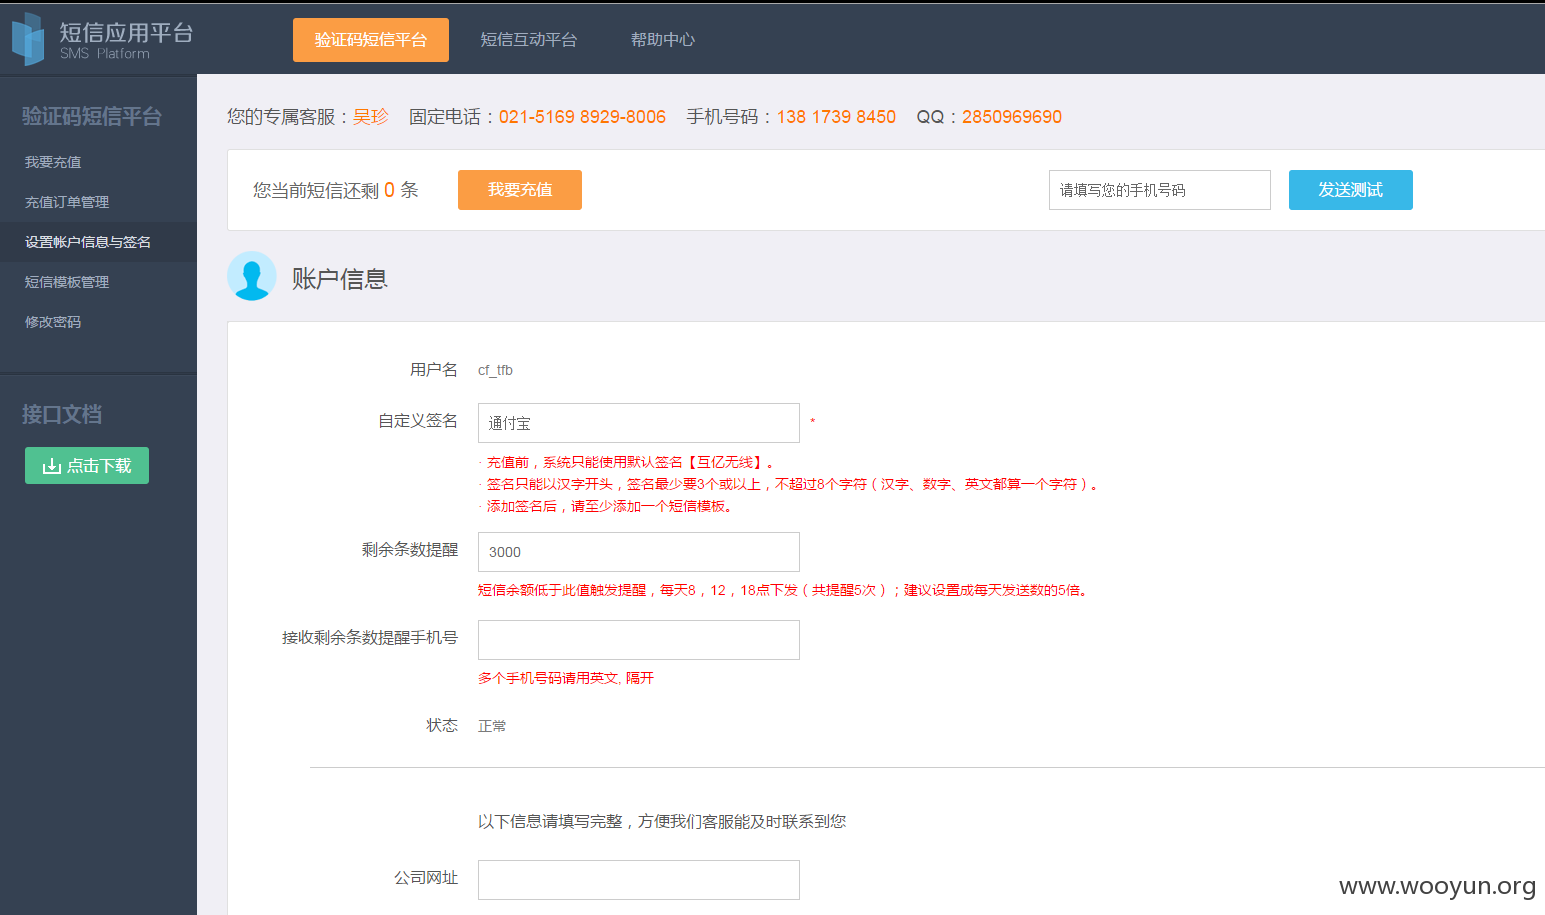 短信应用平台
SMS Platform
验证码短信平台
短信互动平台
帮助中心
验证码短信平台
我要充值
充值订单管理
设置帐户信息与签名
短信模板管理
修改密码
接口文档
点击下载
您的专属客服：吴珍 固定电话：021-5169 8929-8006 手机号码：138 1739 8450 QQ：2850969690
您当前短信还剩 0 条
我要充值
请填写您的手机号码
发送测试
账户信息
用户名 cf_tfb
自定义签名 通付宝 *
· 充值前，系统只能使用默认签名【互亿无线】。
· 签名只能以汉字开头，签名最少要3个或以上，不超过8个字符（汉字、数字、英文都算一个字符）。
· 添加签名后，请至少添加一个短信模板。
剩余条数提醒 3000
短信余额低于此值触发提醒，每天8，12，18点下发（共提醒5次）；建议设置成每天发送数的5倍。
接收剩余条数提醒手机号
多个手机号码请用英文, 隔开
状态 正常
以下信息请填写完整，方便我们客服能及时联系到您
公司网址
www.wooyun.org